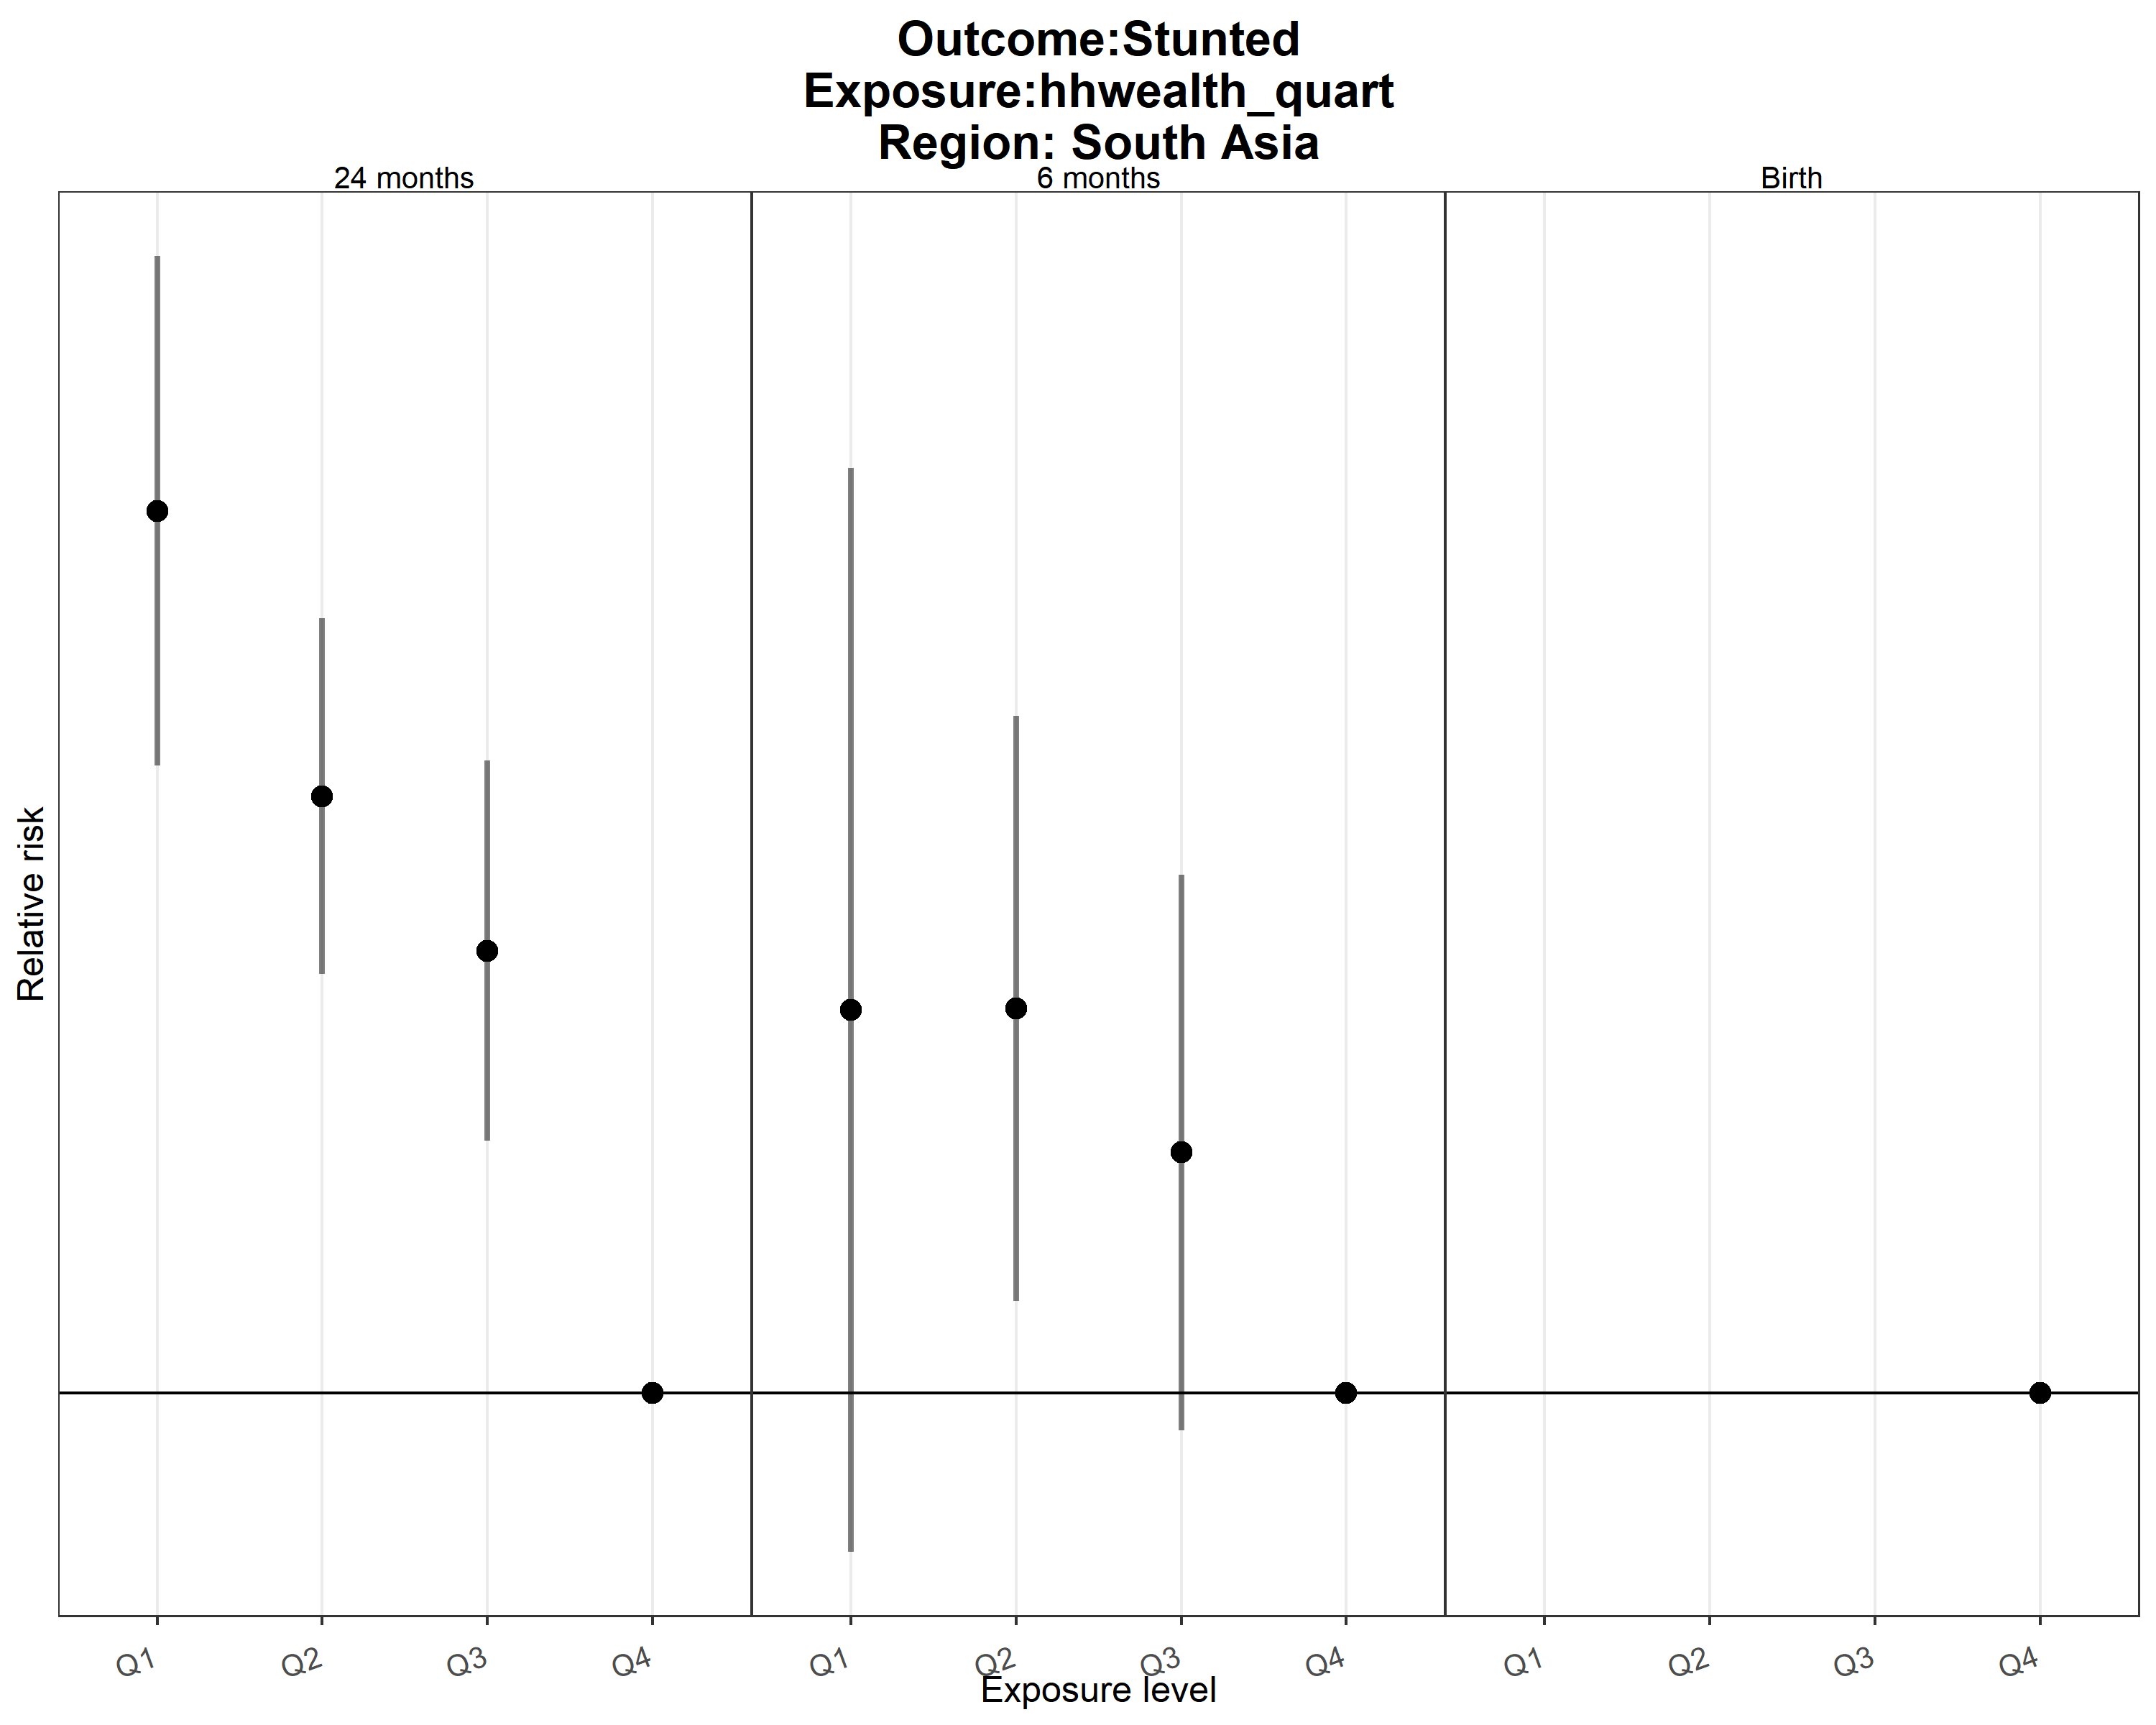 Outcome:Stunted
Exposure:hhwealth_quart
Region: South Asia
24 months 6 months Birth
Relative risk
Q1 Q2 Q3 Q4 Q1 Q2 Q3 Q4 Q1 Q2 Q3 Q4
Exposure level